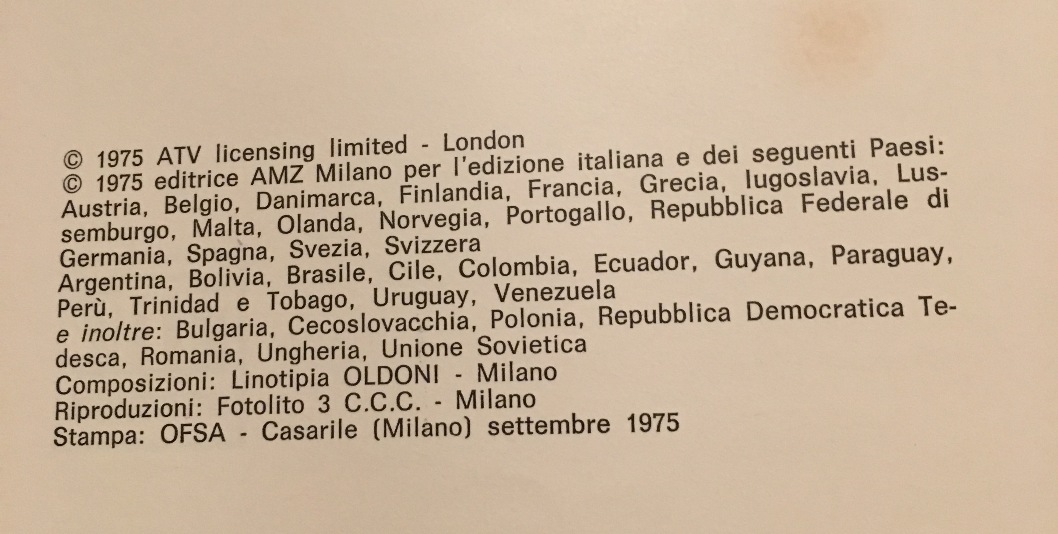 © 1975 ATV licensing limited - London
© 1975 editrice AMZ Milano per l'edizione italiana e dei seguenti Paesi:
Austria, Belgio, Danimarca, Finlandia, Francia, Grecia, Iugoslavia, Lus-
semburgo, Malta, Olanda, Norvegia, Portogallo, Repubblica Federale di
Germania, Spagna, Svezia, Svizzera
Argentina, Bolivia, Brasile, Cile, Colombia, Ecuador, Guyana, Paraguay,
Perù, Trinidad e Tobago, Uruguay, Venezuela
e inoltre: Bulgaria, Cecoslovacchia, Polonia, Repubblica Democratica Te-
desca, Romania, Ungheria, Unione Sovietica
Composizioni: Linotipia OLDONI - Milano
Riproduzioni: Fotolito 3 C.C.C. - Milano
Stampa: OFSA - Casarile (Milano) settembre 1975